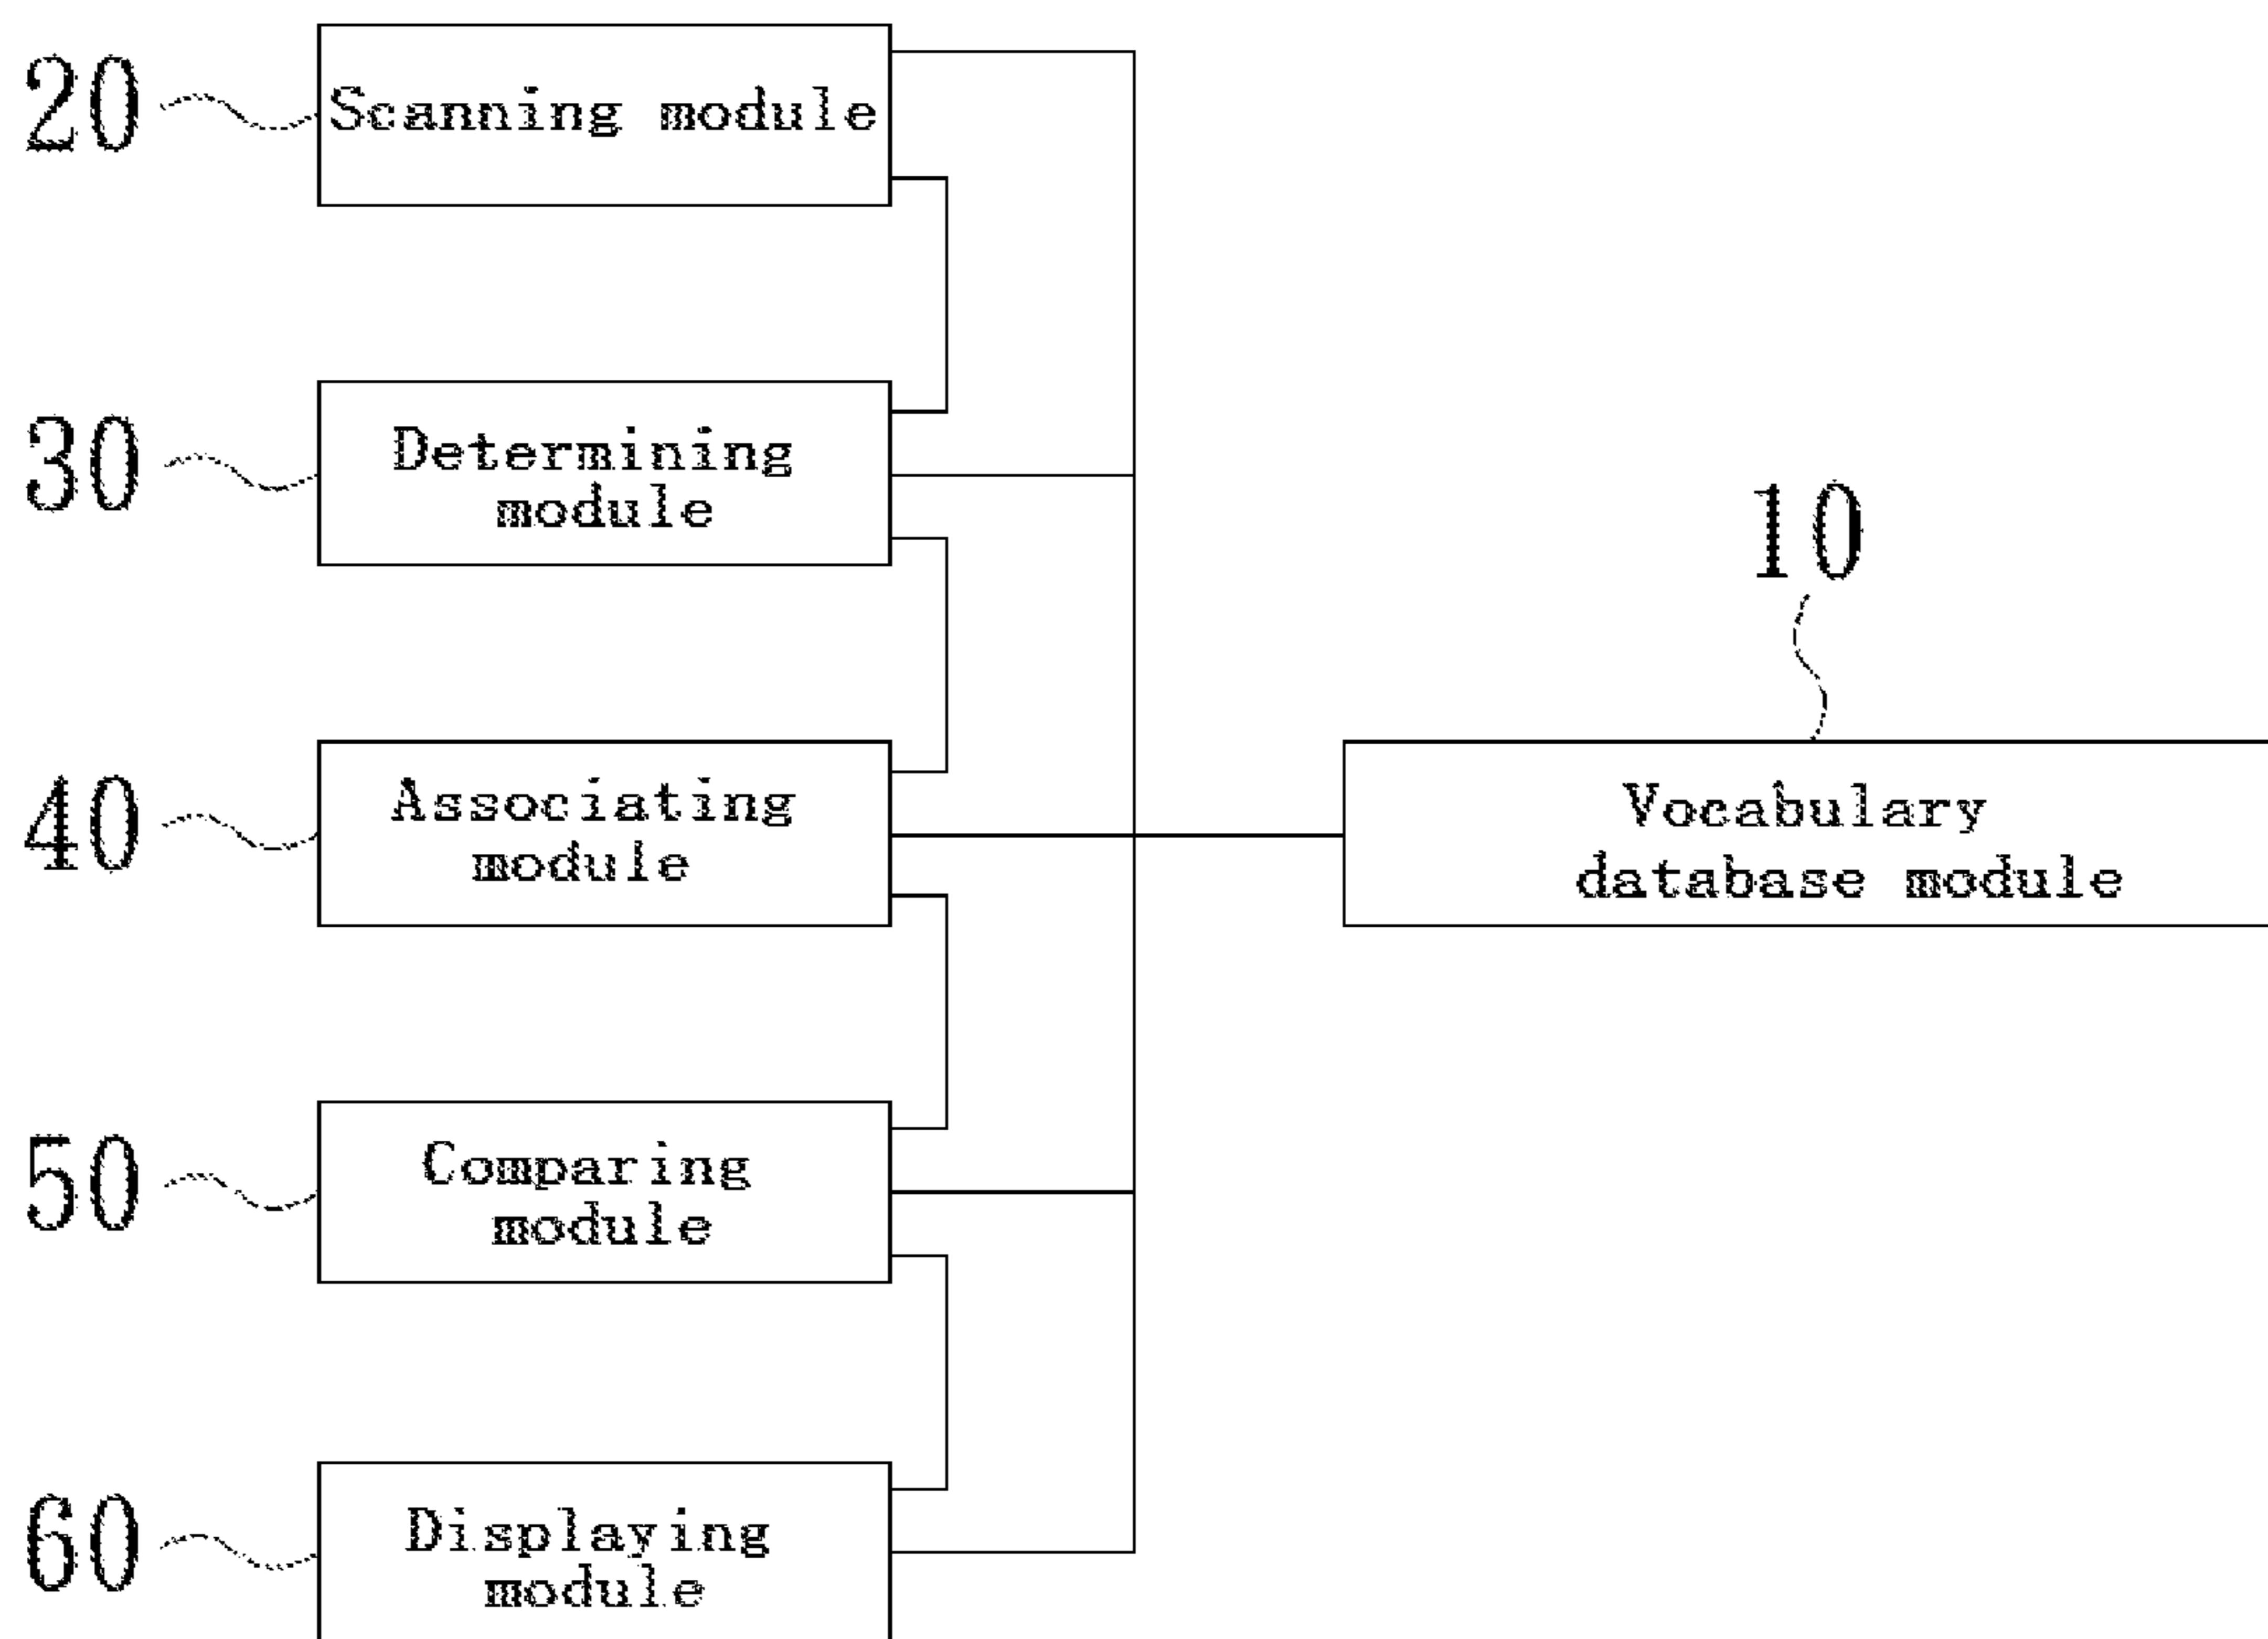 20
Scanning module
30
Determining
module
10
40
Associating
module
Vocabulary
database module
50
Comparing
module
60
Displaying
module